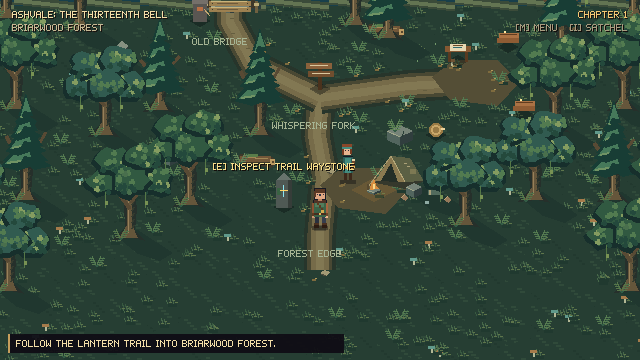 ASHVALE: THE THIRTEENTH BELL
BRIARWOOD FOREST
CHAPTER 1
[M] MENU [I] SATCHEL
OLD BRIDGE
WHISPERING FORK
[E] INSPECT TRAIL WAYSTONE
FOREST EDGE
FOLLOW THE LANTERN TRAIL INTO BRIARWOOD FOREST.